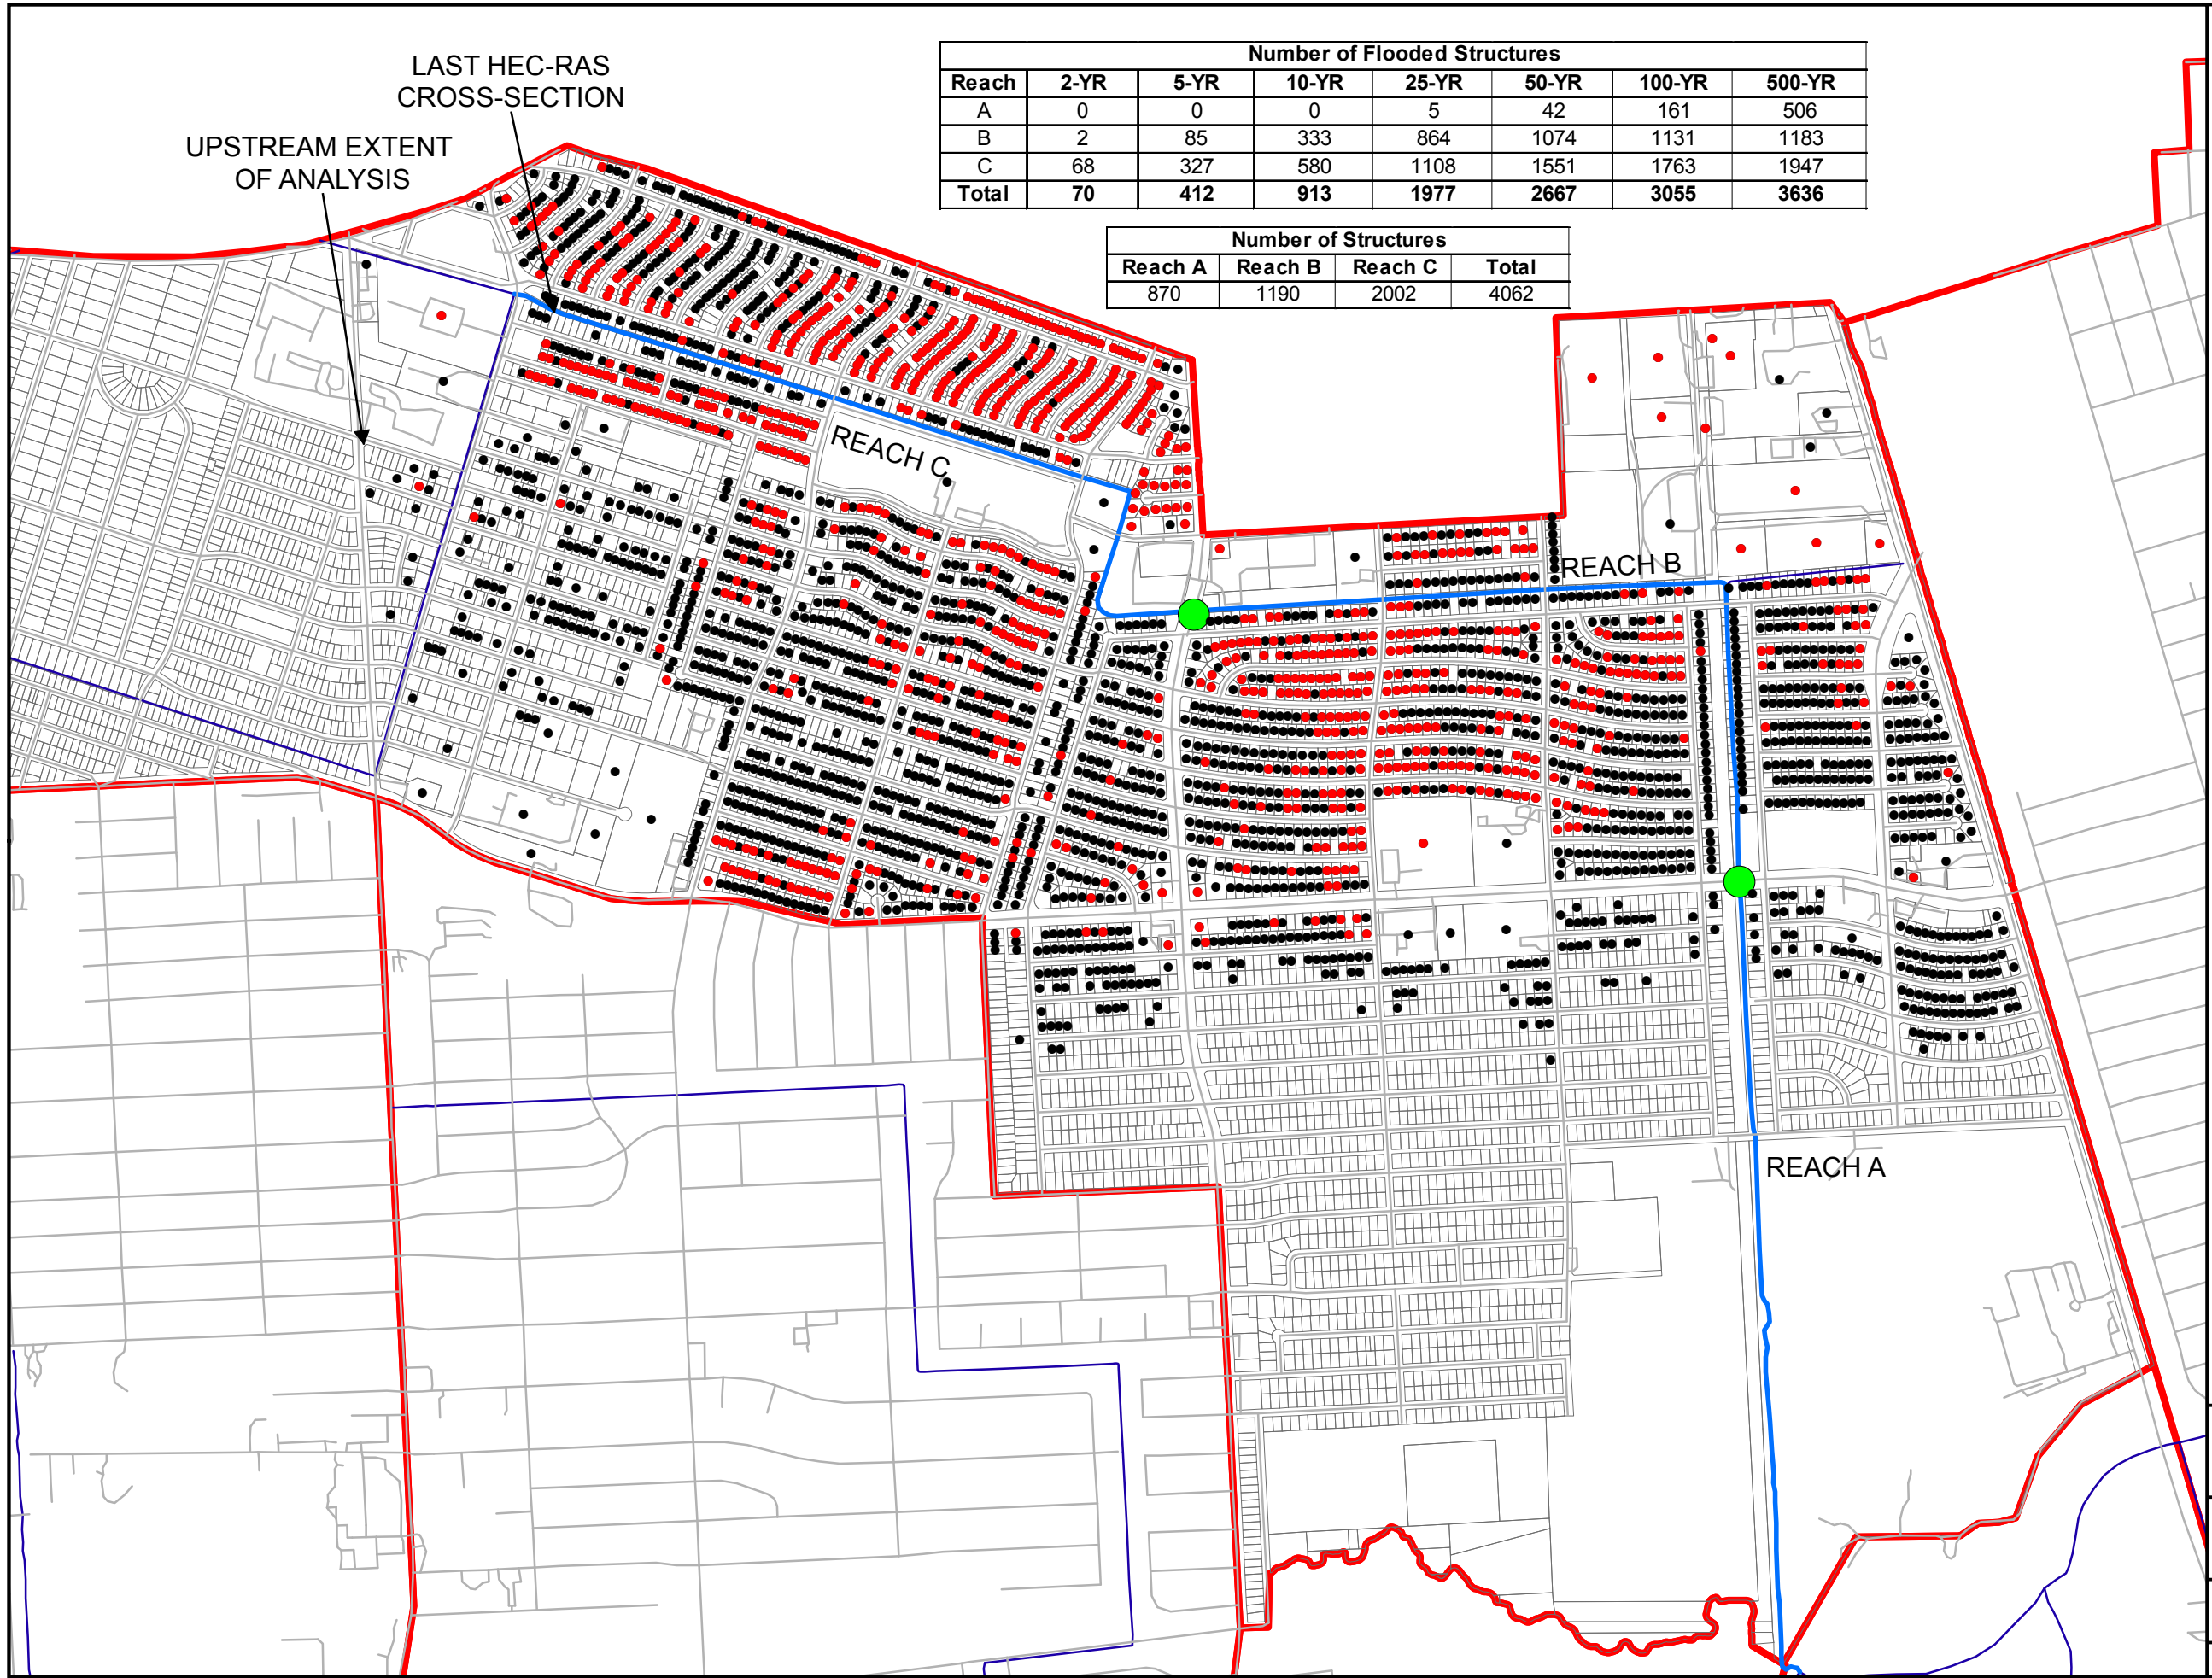 LAST HEC-RAS
CROSS-SECTION
UPSTREAM EXTENT
OF ANALYSIS
Number of Flooded Structures
Reach 2-YR 5-YR 10-YR 25-YR 50-YR 100-YR 500-YR
A 0 0 0 5 42 161 506
B 2 85 333 864 1074 1131 1183
C 68 327 580 1108 1551 1763 1947
Total 70 412 913 1977 2667 3055 3636
Number of Structures
Reach A Reach B Reach C Total
870 1190 2002 4062
REACH C
REACH B
REACH A